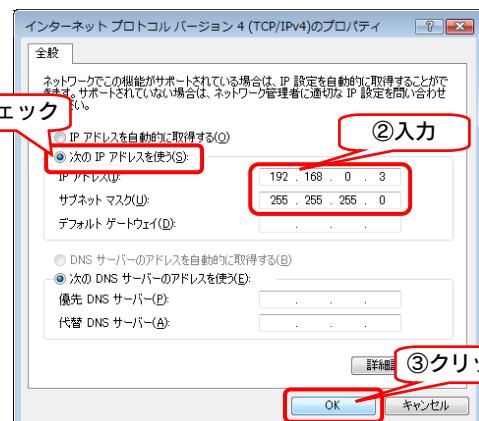 インターネット プロトコル バージョン 4 (TCP/IPv4)のプロパティ
全般
ネットワークでこの機能がサポートされている場合は、IP 設定を自動的に取得することがで
きます。サポートされていない場合は、ネットワーク管理者に適切な IP 設定を問い合わせ
ください。
ェック
IP アドレスを自動的に取得する(O)
②入力
次の IP アドレスを使う(S):
IP アドレス(I): 192 . 168 . 0 . 3
サブネット マスク(U): 255 . 255 . 255 . 0
デフォルト ゲートウェイ(D): . . .
DNS サーバーのアドレスを自動的に取得する(B)
次の DNS サーバーのアドレスを使う(E):
優先 DNS サーバー(P): . . .
代替 DNS サーバー(A): . . .
詳細
③クリッ
OK キャンセル